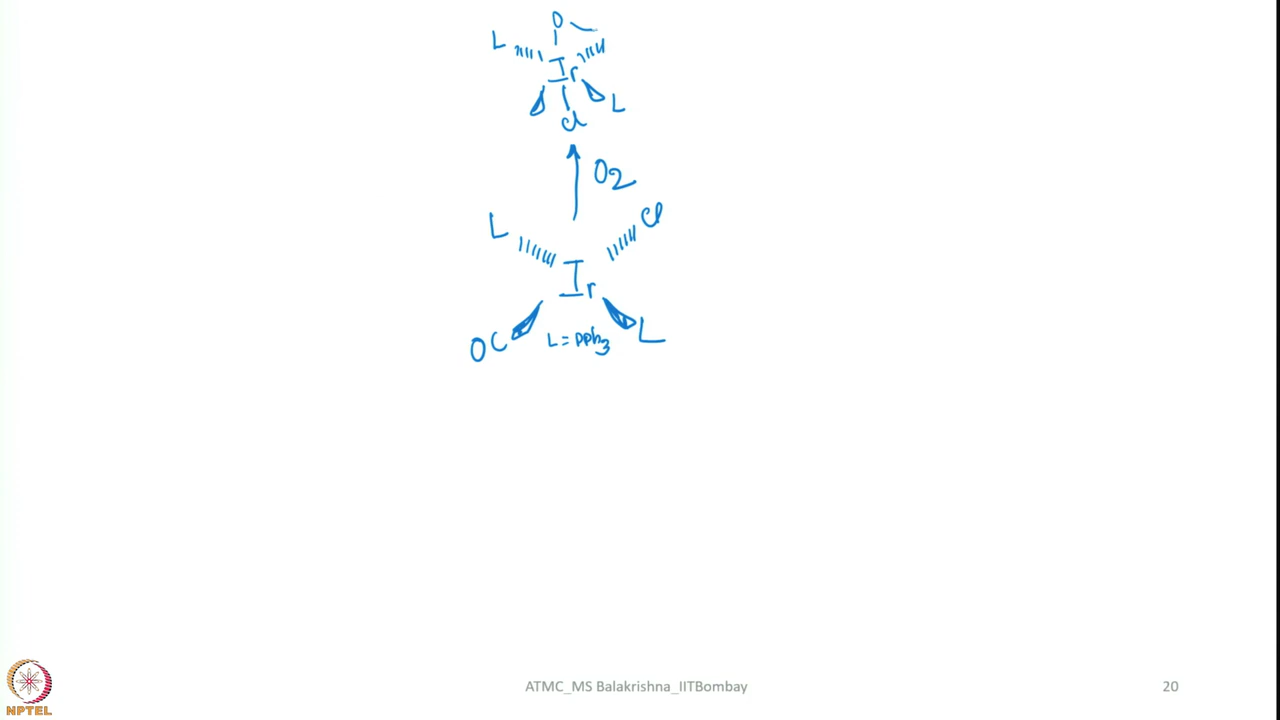 O
L
Ir
L
Cl
O2
L Cl
Ir
OC L = PPh3 L
NPTEL ATMC_MS Balakrishna_IITBombay 20